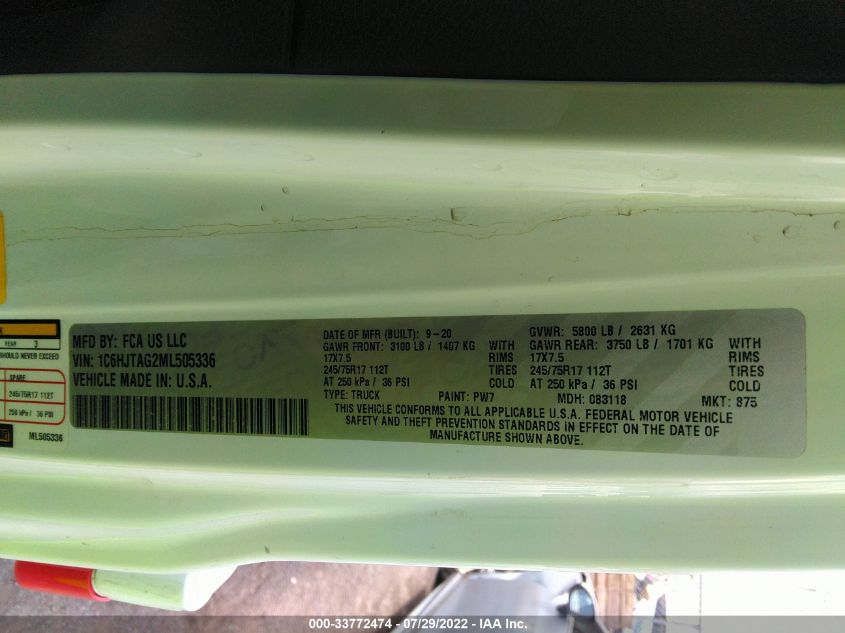 YEAR 3
SHOULD NEVER EXCEED
SPARE
245/75R17 112T
250 kPa / 36 PSI
ML505336
MFD BY: FCA US LLC
VIN: 1C6HJTAG2ML505336
VEHICLE MADE IN: U.S.A.
DATE OF MFR (BUILT): 9-20 GVWR: 5800 LB / 2631 KG
GAWR FRONT: 3100 LB / 1407 KG WITH GAWR REAR: 3750 LB / 1701 KG WITH
17X7.5 RIMS 17X7.5 RIMS
245/75R17 112T TIRES 245/75R17 112T TIRES
AT 250 kPa / 36 PSI COLD AT 250 kPa / 36 PSI COLD
TYPE: TRUCK PAINT: PW7 MDH: 083118 MKT: 875
THIS VEHICLE CONFORMS TO ALL APPLICABLE U.S.A. FEDERAL MOTOR VEHICLE
SAFETY AND THEFT PREVENTION STANDARDS IN EFFECT ON THE DATE OF
MANUFACTURE SHOWN ABOVE.
000-33772474 - 07/29/2022 - IAA Inc.